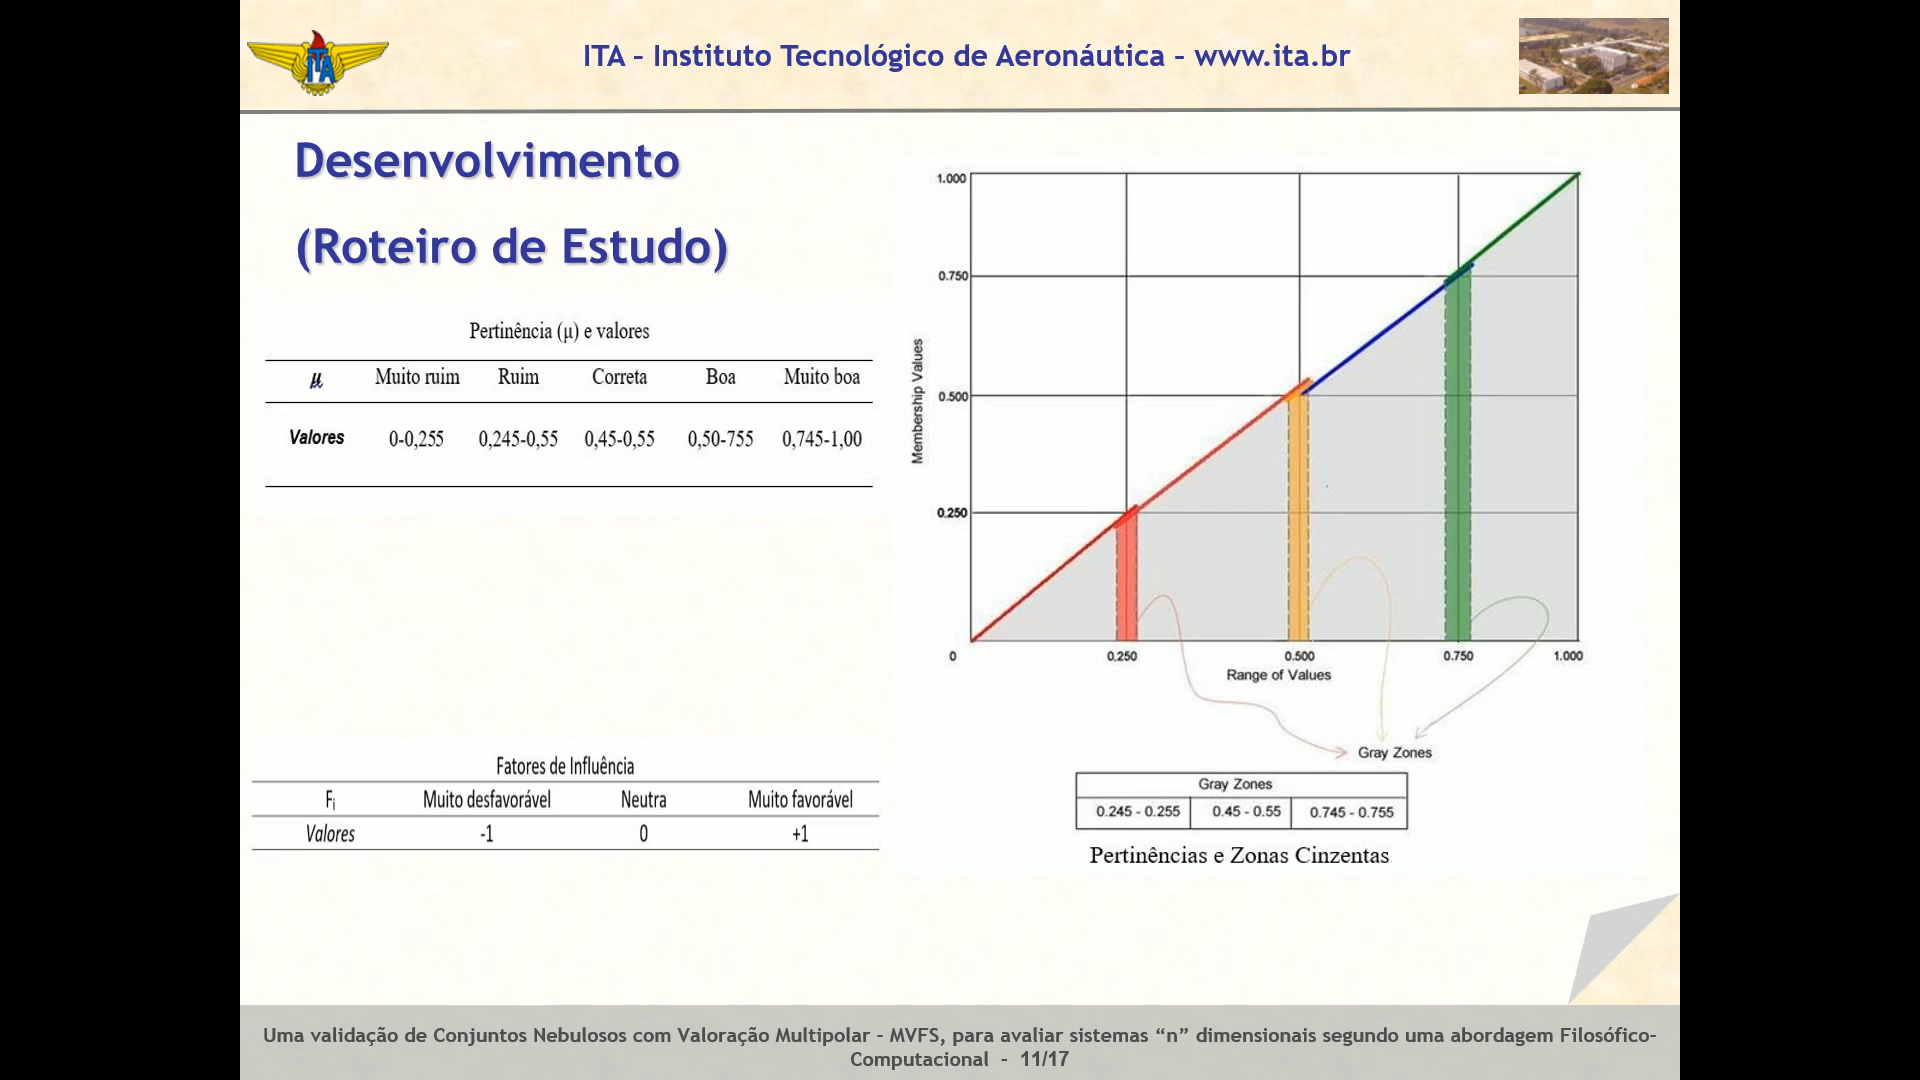 ITA – Instituto Tecnológico de Aeronáutica – www.ita.br
ITA
Desenvolvimento
(Roteiro de Estudo)
Pertinência (μ) e valores
μ Muito ruim Ruim Correta Boa Muito boa
Valores 0-0,255 0,245-0,55 0,45-0,55 0,50-755 0,745-1,00
Fatores de Influência
Fi Muito desfavorável Neutra Muito favorável
Valores -1 0 +1
Membership Values
1.000
0.750
0.500
0.250
0 0.250 0.500 0.750 1.000
Range of Values
Gray Zones
Gray Zones
0.245 - 0.255 0.45 - 0.55 0.745 - 0.755
Pertinências e Zonas Cinzentas
Uma validação de Conjuntos Nebulosos com Valoração Multipolar – MVFS, para avaliar sistemas “n” dimensionais segundo uma abordagem Filosófico-
Computacional - 11/17